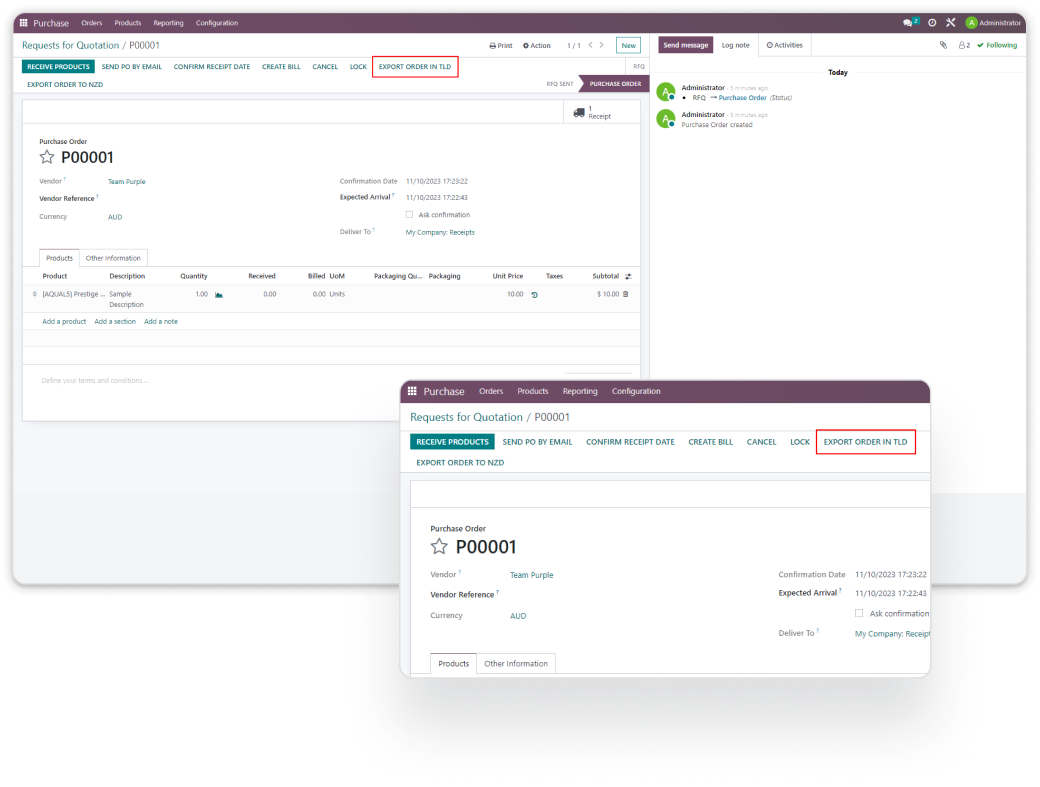 Purchase Orders Products Reporting Configuration 2 A Administrator
Requests for Quotation / P00001 Print Action 1 / 1 New Send message Log note Activities 2 Following
RECEIVE PRODUCTS SEND PO BY EMAIL CONFIRM RECEIPT DATE CREATE BILL CANCEL LOCK EXPORT ORDER IN TLD RFQ
EXPORT ORDER TO NZD RFQ SENT PURCHASE ORDER
Today
A Administrator - 5 minutes ago
• RFQ → Purchase Order (Status)
A Administrator - 5 minutes ago
Purchase Order created
1
Receipt
Purchase Order
P00001
Vendor ? Team Purple Confirmation Date 11/10/2023 17:23:22
Vendor Reference ? Expected Arrival ? 11/10/2023 17:22:43
Currency AUD Ask confirmation
Deliver To ? My Company: Receipts
Products Other Information
Product Description Quantity Received Billed UoM Packaging Qu... Packaging Unit Price Taxes Subtotal
[AQUALS] Prestige ... Sample 1.00 0.00 0.00 Units 10.00 $ 10.00
Description
Add a product Add a section Add a note
Define your terms and conditions ...
Purchase Orders Products Reporting Configuration
Requests for Quotation / P00001
RECEIVE PRODUCTS SEND PO BY EMAIL CONFIRM RECEIPT DATE CREATE BILL CANCEL LOCK EXPORT ORDER IN TLD
EXPORT ORDER TO NZD
Purchase Order
P00001
Vendor ? Team Purple Confirmation Date 11/10/2023 17:23:22
Vendor Reference ? Expected Arrival ? 11/10/2023 17:22:43
Currency AUD Ask confirmation
Deliver To ? My Company: Receipt
Products Other Information